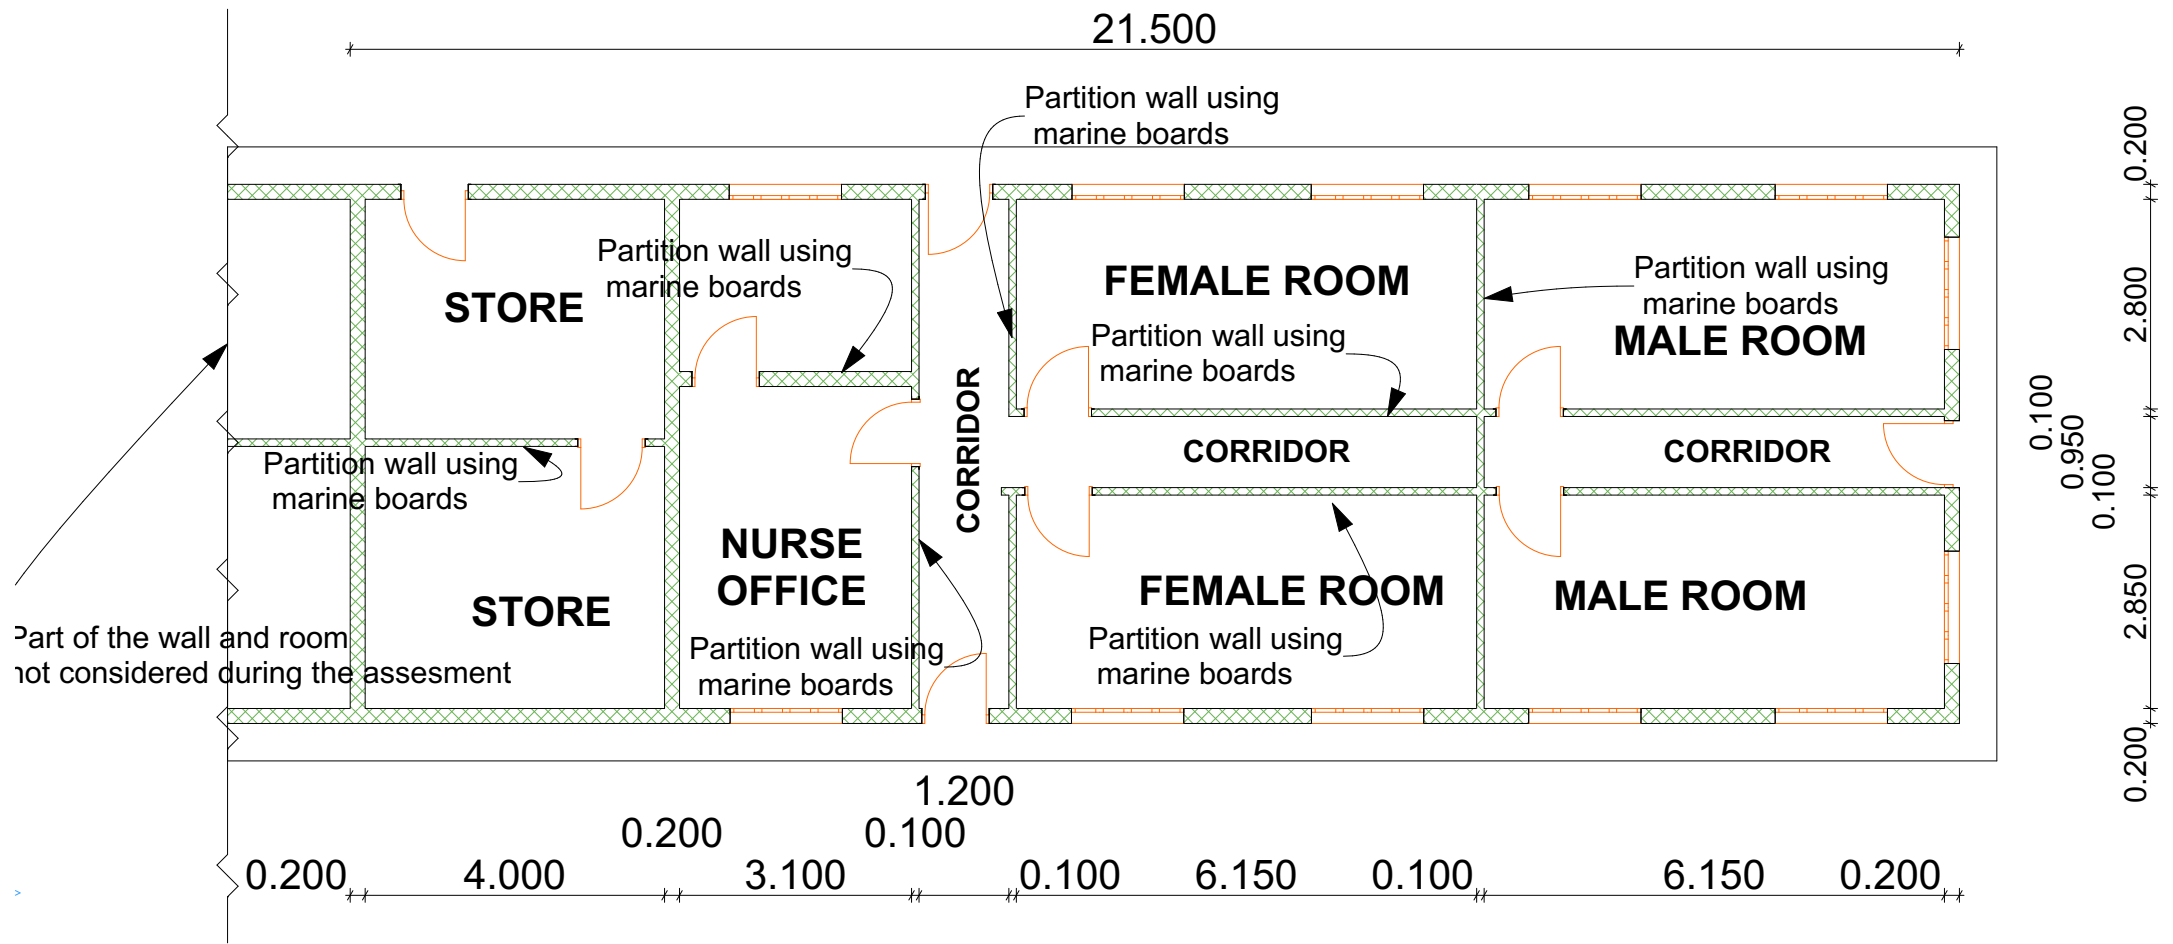 21.500
Partition wall using
marine boards
0.200
Partition wall using
marine boards
STORE
FEMALE ROOM
Partition wall using
marine boards
MALE ROOM
2.800
Partition wall using
marine boards
CORRIDOR
CORRIDOR
CORRIDOR
0.100
0.950
0.100
Partition wall using
marine boards
NURSE
OFFICE
STORE
FEMALE ROOM
MALE ROOM
2.850
Part of the wall and room
not considered during the assesment
Partition wall using
marine boards
Partition wall using
marine boards
0.200
1.200
0.200
0.100
0.200
4.000
3.100
0.100
6.150
0.100
6.150
0.200
>